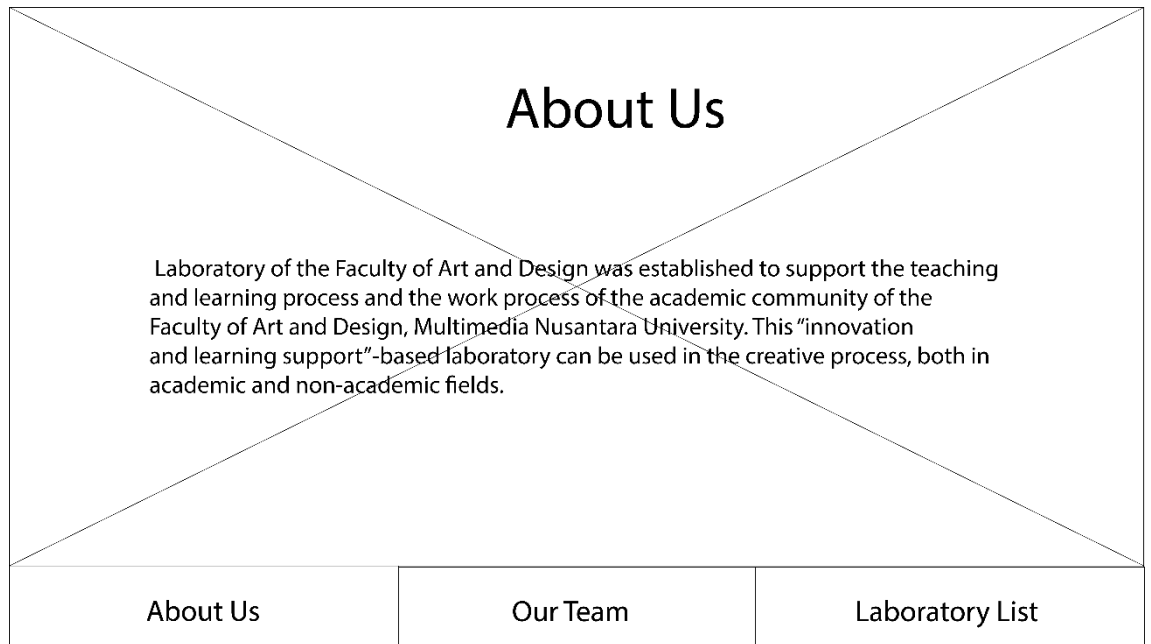 About Us
Laboratory of the Faculty of Art and Design was established to support the teaching
and learning process and the work process of the academic community of the
Faculty of Art and Design, Multimedia Nusantara University. This “innovation
and learning support”-based laboratory can be used in the creative process, both in
academic and non-academic fields.
About Us
Our Team
Laboratory List